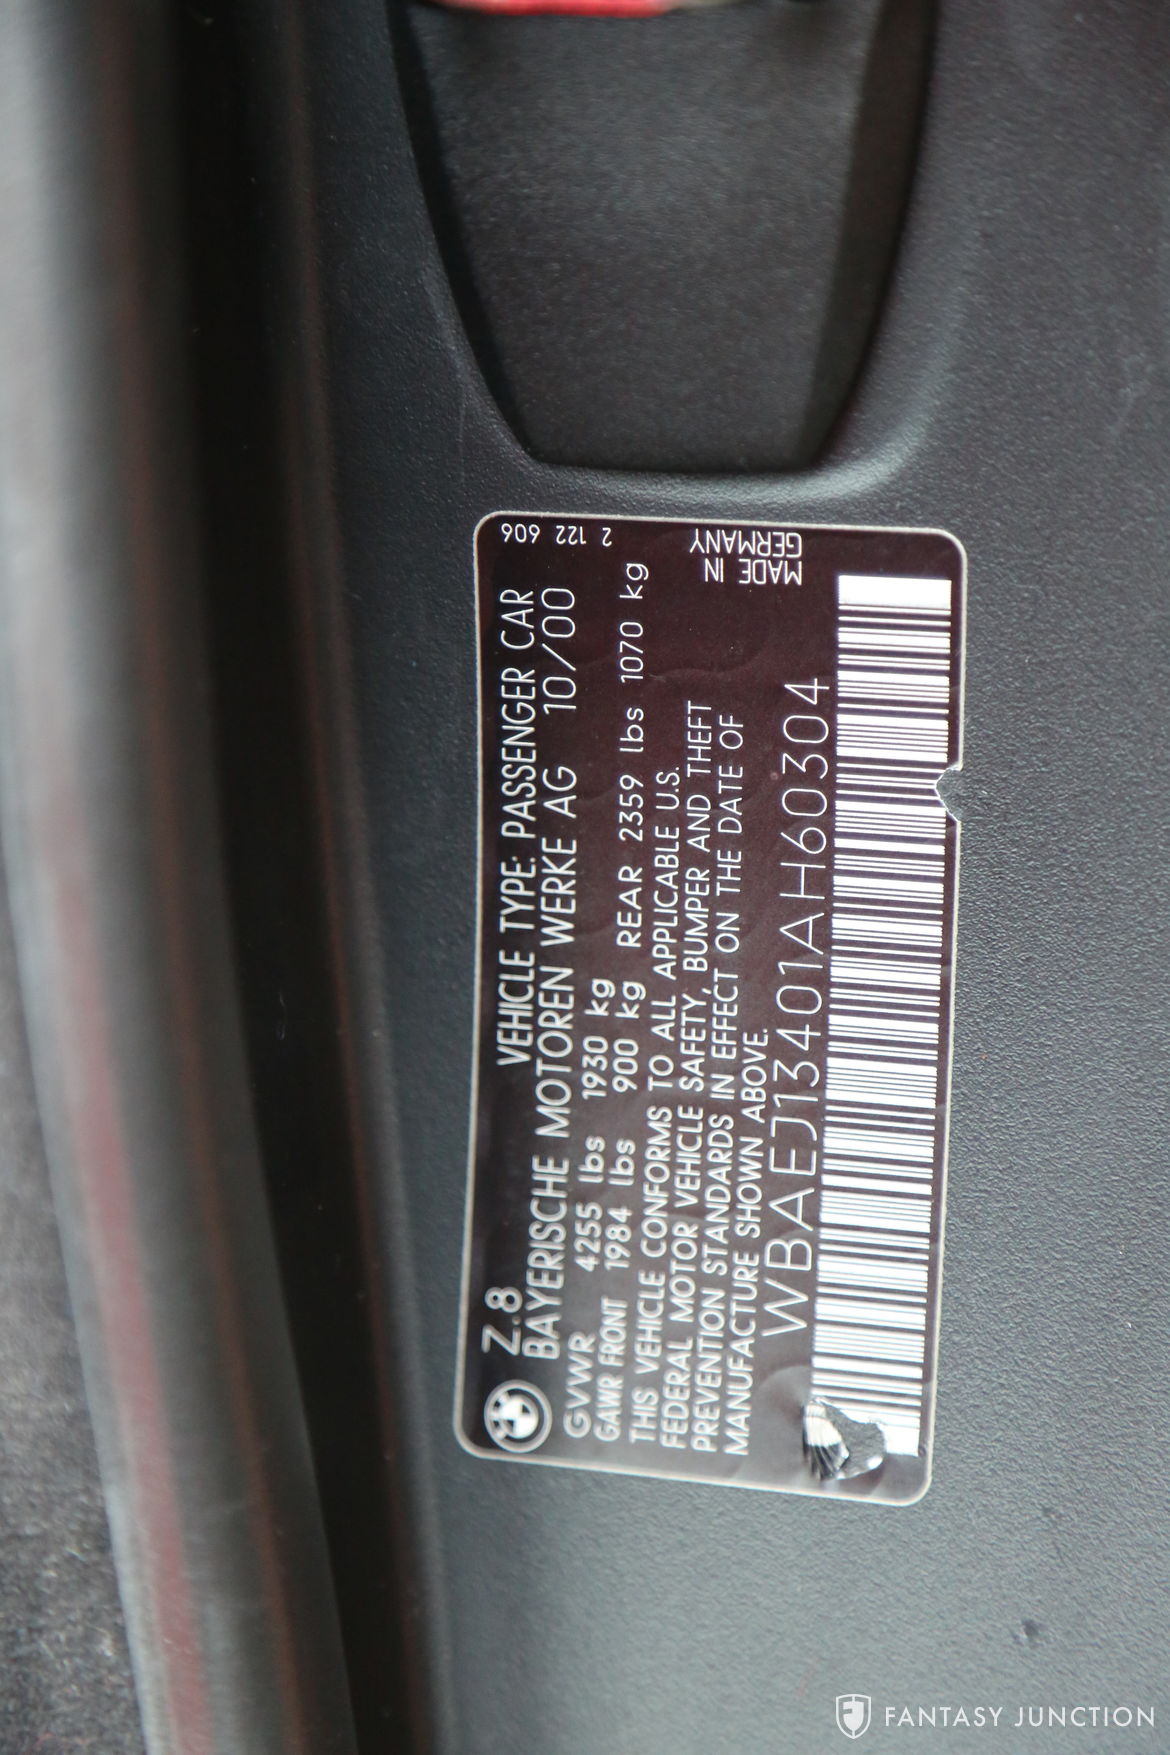 Z.8
VEHICLE TYPE: PASSENGER CAR
BAYERISCHE MOTOREN WERKE AG 10/00
GVWR 4255 lbs 1930 kg
GAWR FRONT 1984 lbs 900 kg REAR 2359 lbs 1070 kg
THIS VEHICLE CONFORMS TO ALL APPLICABLE U.S.
FEDERAL MOTOR VEHICLE SAFETY, BUMPER AND THEFT
PREVENTION STANDARDS IN EFFECT ON THE DATE OF
MANUFACTURE SHOWN ABOVE.
WBAEJ13401AH60304
2 122 606
MADE IN
GERMANY
FANTASY JUNCTION